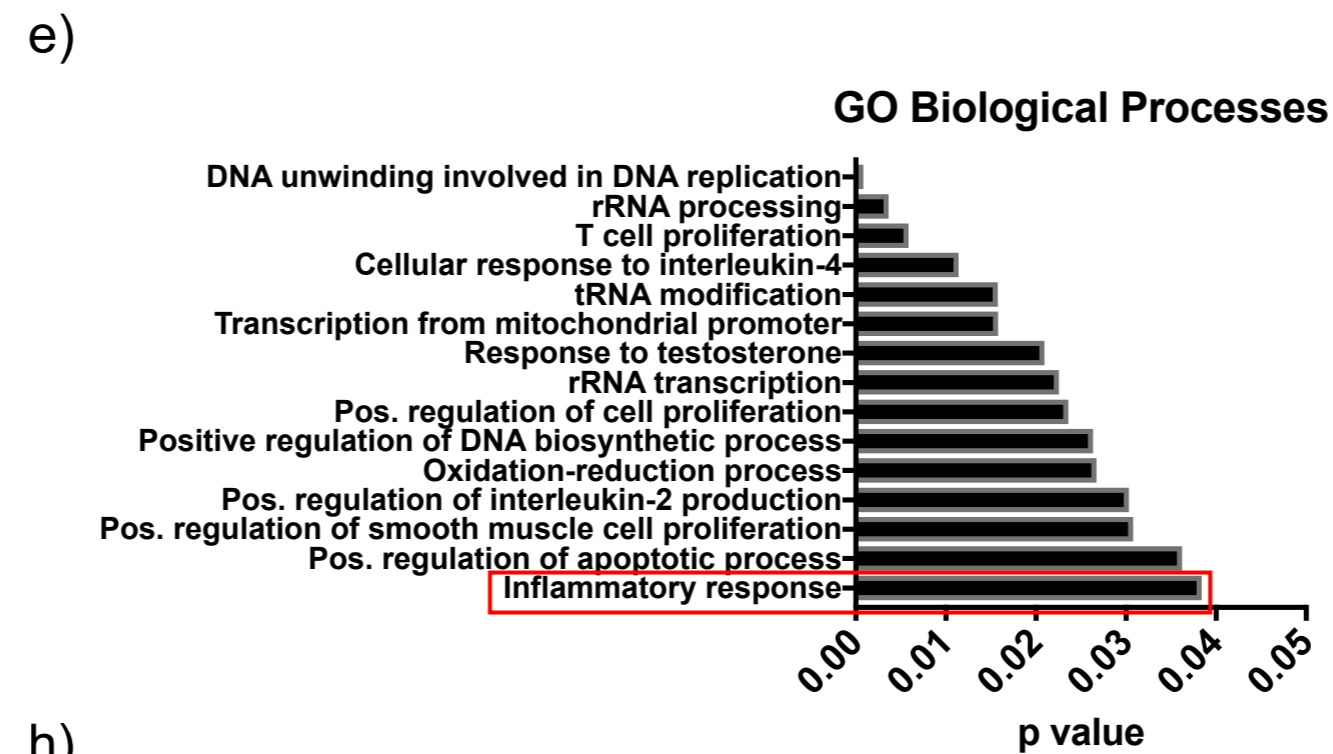 e)
GO Biological Processes
DNA unwinding involved in DNA replication
rRNA processing
T cell proliferation
Cellular response to interleukin-4
tRNA modification
Transcription from mitochondrial promoter
Response to testosterone
rRNA transcription
Pos. regulation of cell proliferation
Positive regulation of DNA biosynthetic process
Oxidation-reduction process
Pos. regulation of interleukin-2 production
Pos. regulation of smooth muscle cell proliferation
Pos. regulation of apoptotic process
Inflammatory response
0.00 0.01 0.02 0.03 0.04 0.05
p value
h)